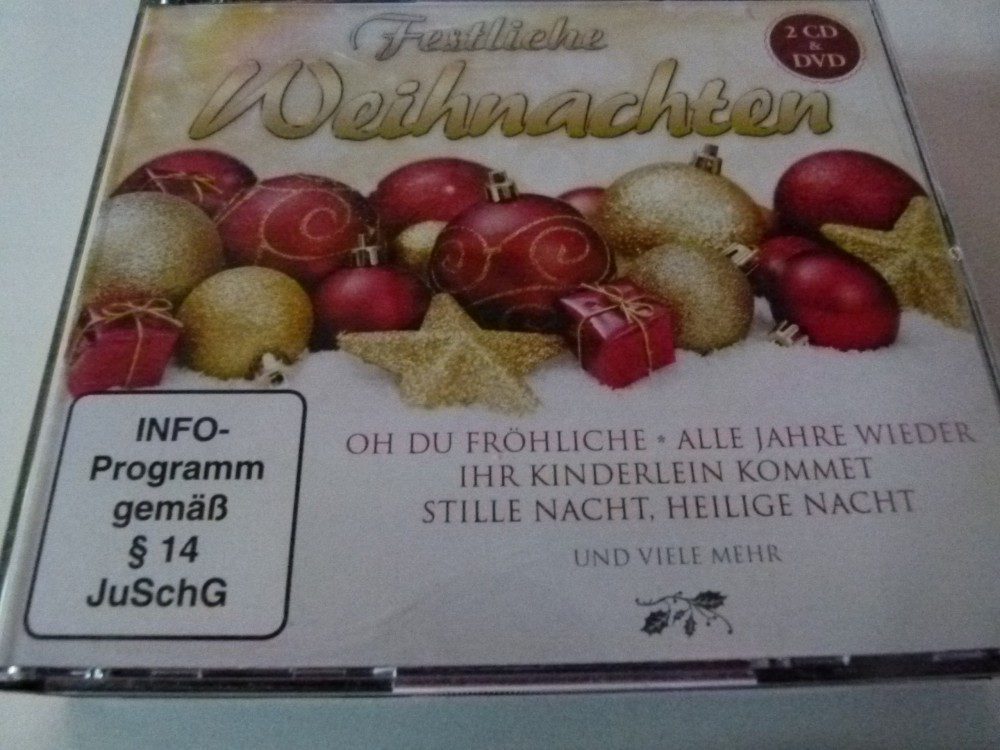 Festliche
Weihnachten
2 CD
&
DVD
OH DU FRÖHLICHE * ALLE JAHRE WIEDER
IHR KINDERLEIN KOMMET
STILLE NACHT, HEILIGE NACHT
UND VIELE MEHR
INFO-
Programm
gemäß
§ 14
JuSchG